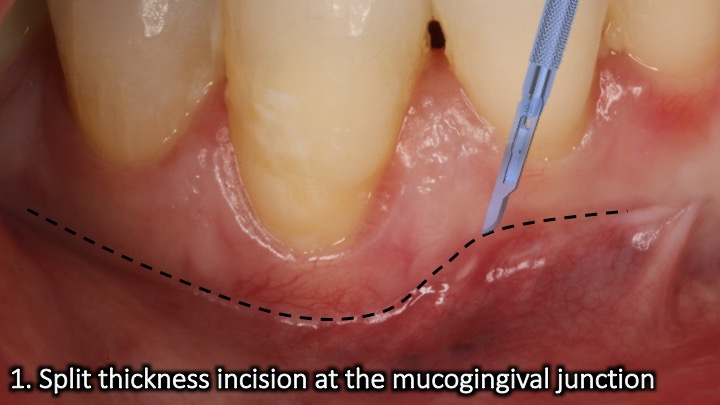 1. Split thickness incision at the mucogingival junction